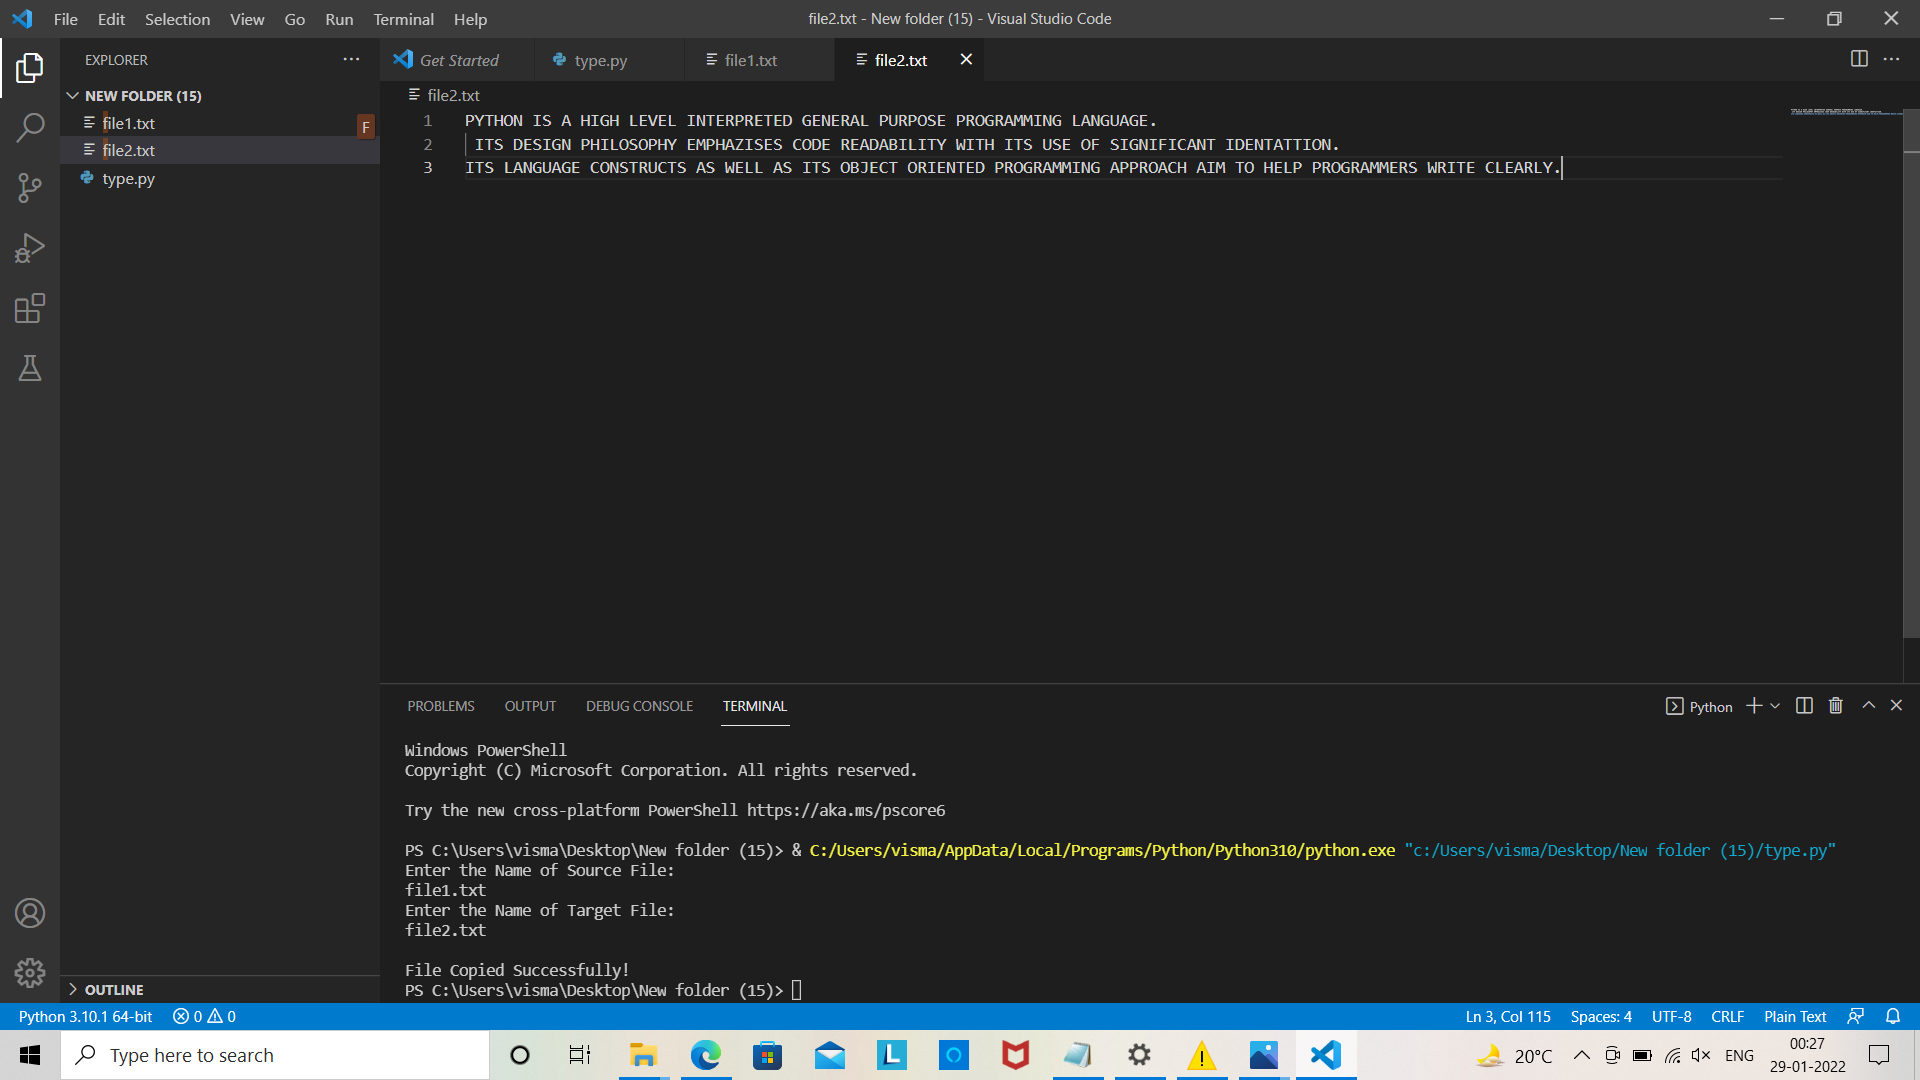 File Edit Selection View Go Run Terminal Help
file2.txt - New folder (15) - Visual Studio Code
EXPLORER
Get Started
type.py
file1.txt
file2.txt
NEW FOLDER (15)
file1.txt
F
file2.txt
type.py
file2.txt
1 PYTHON IS A HIGH LEVEL INTERPRETED GENERAL PURPOSE PROGRAMMING LANGUAGE.
2 ITS DESIGN PHILOSOPHY EMPHAZISES CODE READABILITY WITH ITS USE OF SIGNIFICANT IDENTATTION.
3 ITS LANGUAGE CONSTRUCTS AS WELL AS ITS OBJECT ORIENTED PROGRAMMING APPROACH AIM TO HELP PROGRAMMERS WRITE CLEARLY.
PROBLEMS OUTPUT DEBUG CONSOLE TERMINAL
Python
Windows PowerShell
Copyright (C) Microsoft Corporation. All rights reserved.
Try the new cross-platform PowerShell https://aka.ms/pscore6
PS C:\Users\visma\Desktop\New folder (15)> & C:/Users/visma/AppData/Local/Programs/Python/Python310/python.exe "c:/Users/visma/Desktop/New folder (15)/type.py"
Enter the Name of Source File:
file1.txt
Enter the Name of Target File:
file2.txt
File Copied Successfully!
PS C:\Users\visma\Desktop\New folder (15)>
OUTLINE
Python 3.10.1 64-bit 0 0
Ln 3, Col 115 Spaces: 4 UTF-8 CRLF Plain Text
Type here to search
20°C
ENG
00:27
29-01-2022